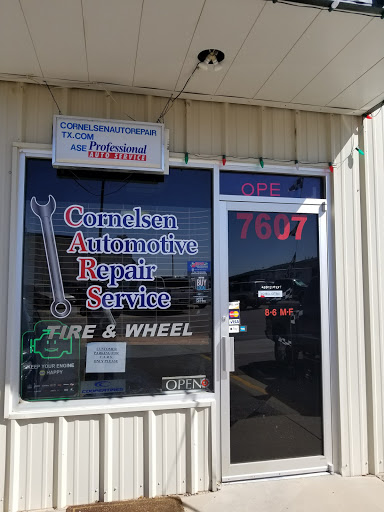 CORNELSENAUTOREPAIR
TX.COM
ASE Professional
AUTO SERVICE
OPE
7607
Cornelsen
Automotive
Repair
Service
TIRE & WHEEL
8-6 M-F
VISA
KEEP YOUR ENGINE
HAPPY
OPEN